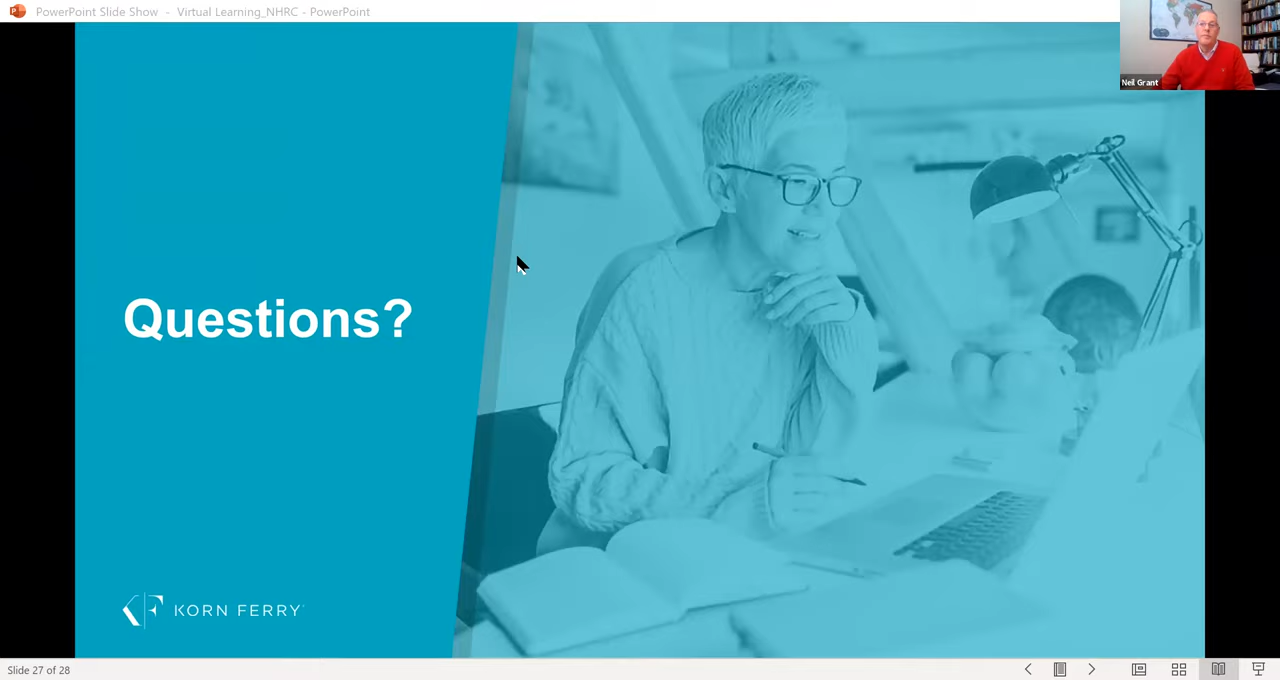 PowerPoint Slide Show - Virtual Learning_NHRC - PowerPoint
Neil Grant
Questions?
KORN FERRY
Slide 27 of 28